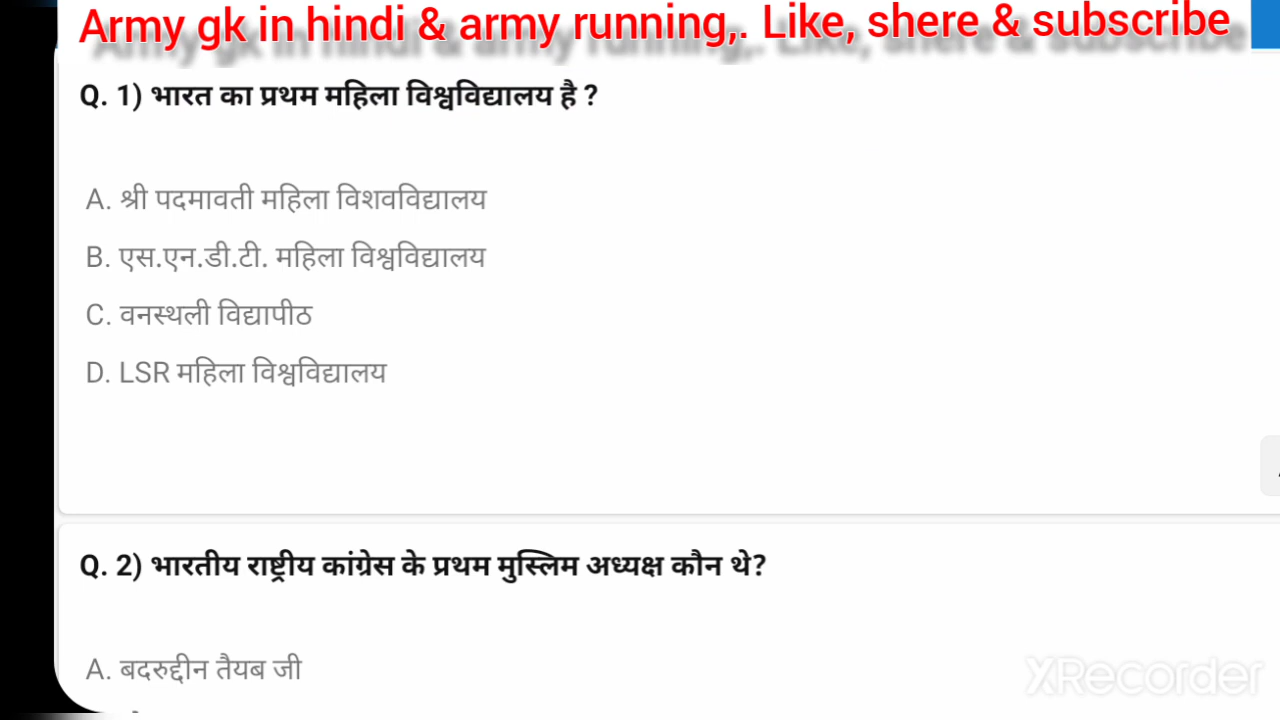 Army gk in hindi & army running,. Like, shere & subscribe
Q. 1) भारत का प्रथम महिला विश्वविद्यालय है ?
A. श्री पदमावती महिला विशवविद्यालय
B. एस.एन.डी.टी. महिला विश्वविद्यालय
C. वनस्थली विद्यापीठ
D. LSR महिला विश्वविद्यालय
Q. 2) भारतीय राष्ट्रीय कांग्रेस के प्रथम मुस्लिम अध्यक्ष कौन थे?
A. बदरुद्दीन तैयब जी
XRecorder